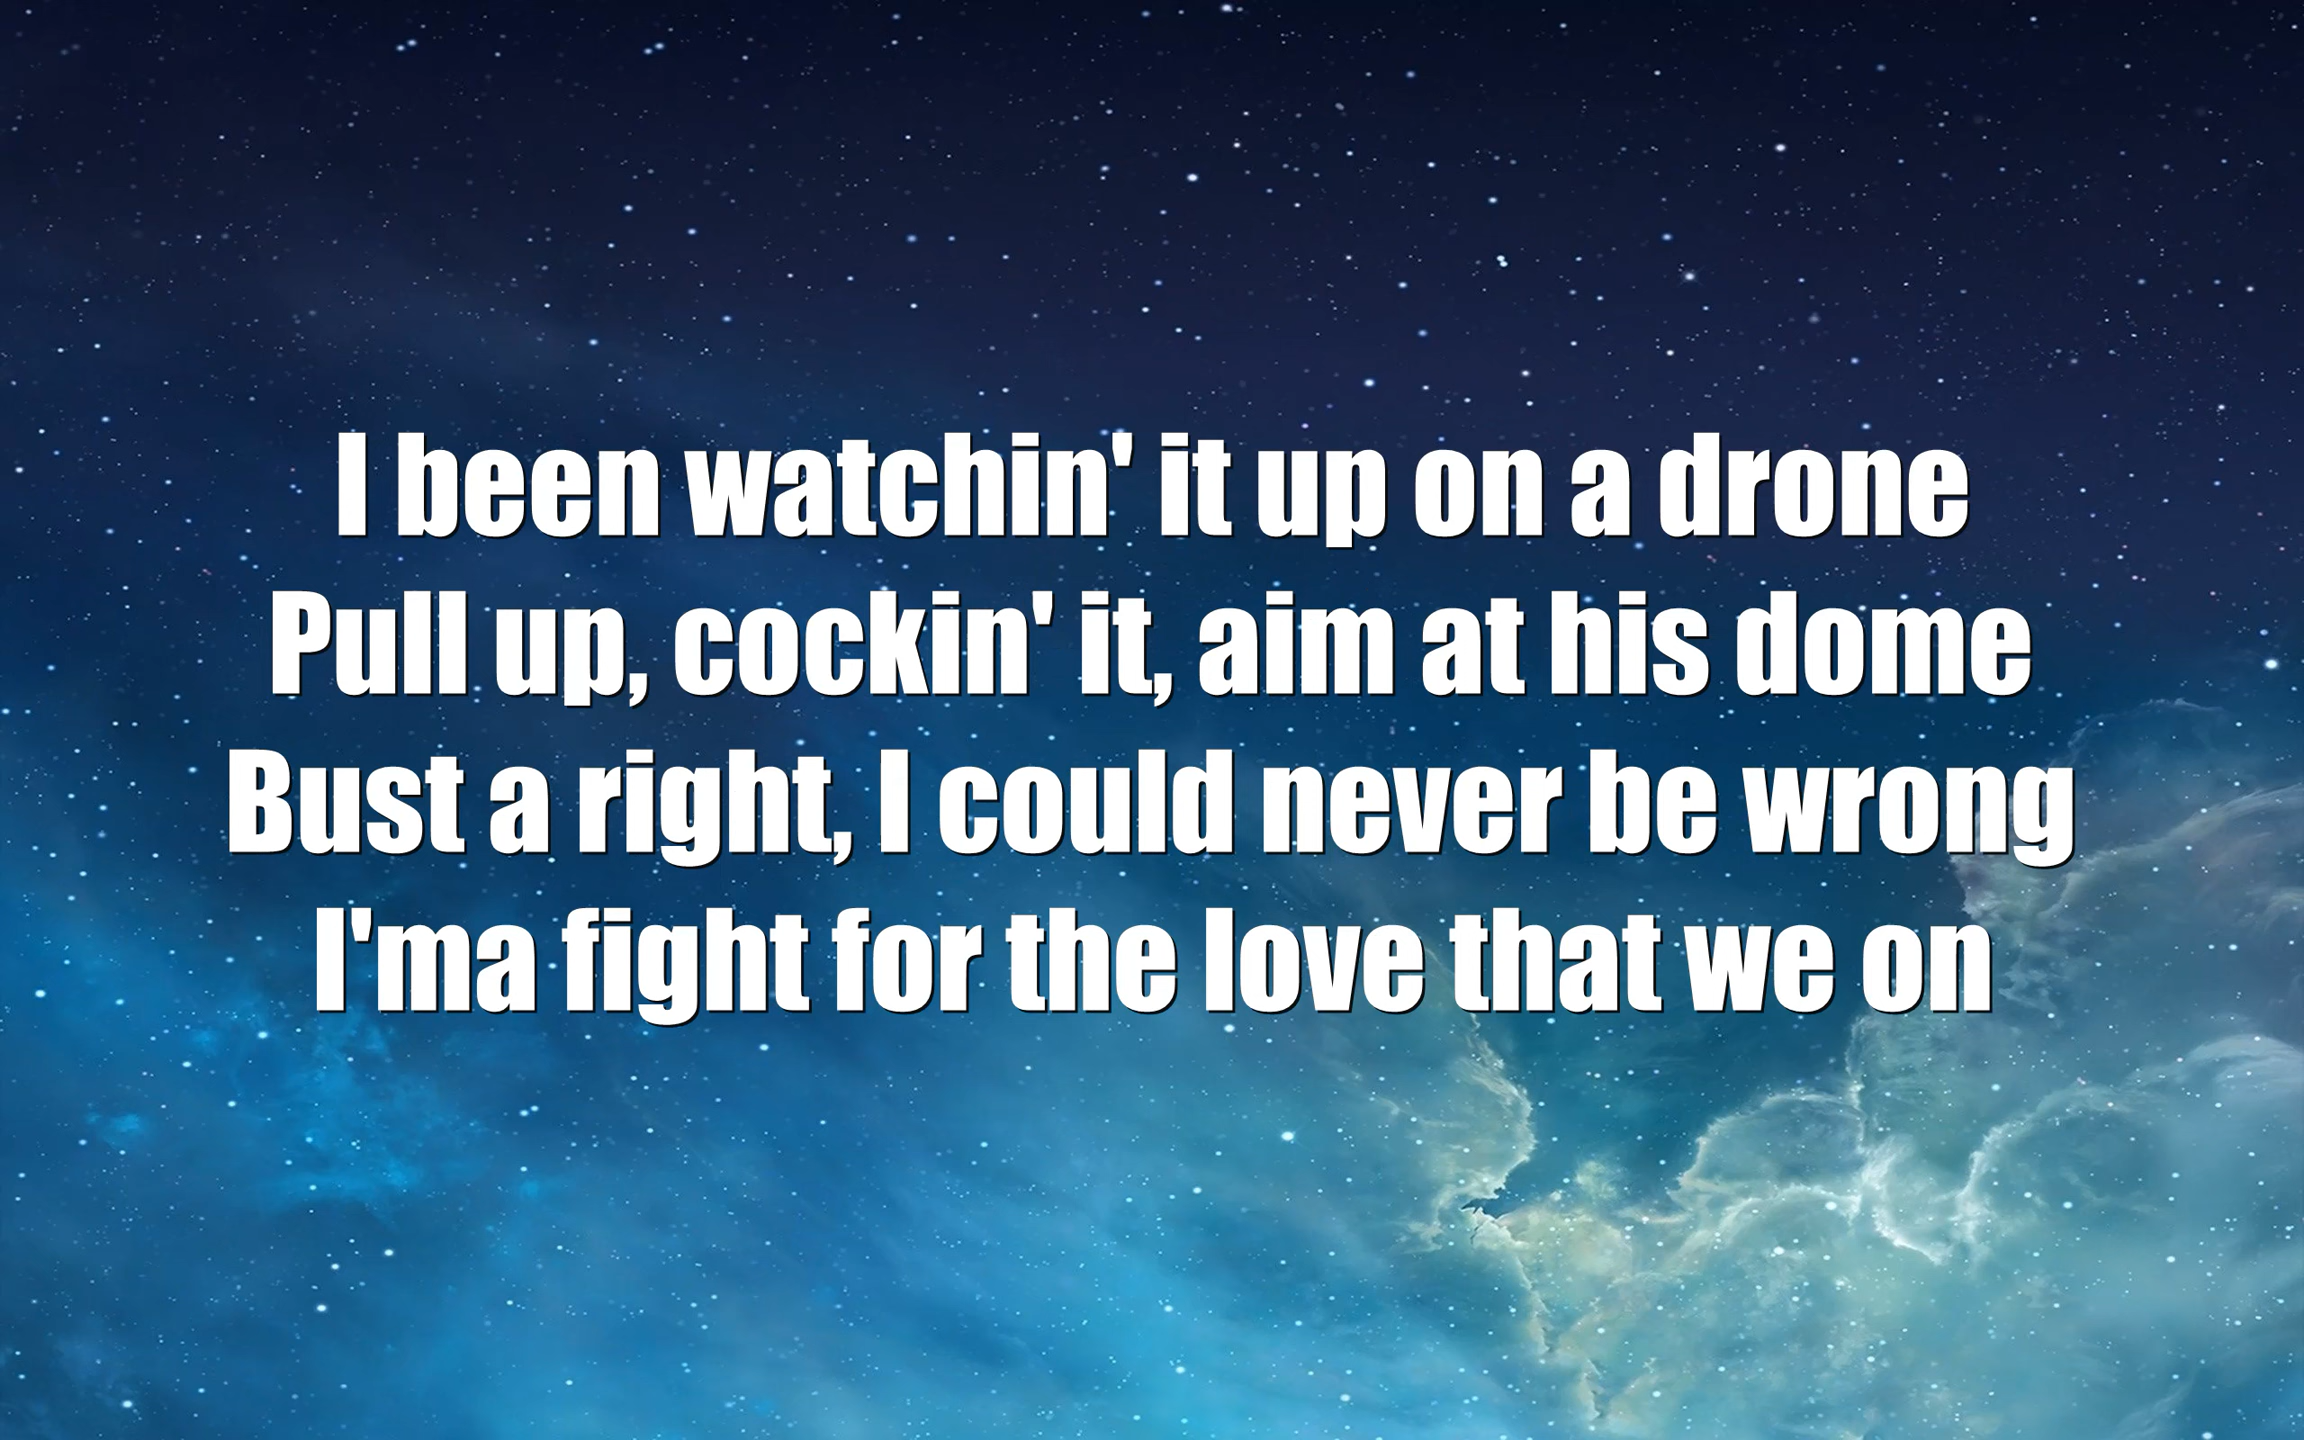 I been watchin' it up on a drone
Pull up, cockin' it, aim at his dome
Bust a right, I could never be wrong
I'ma fight for the love that we on